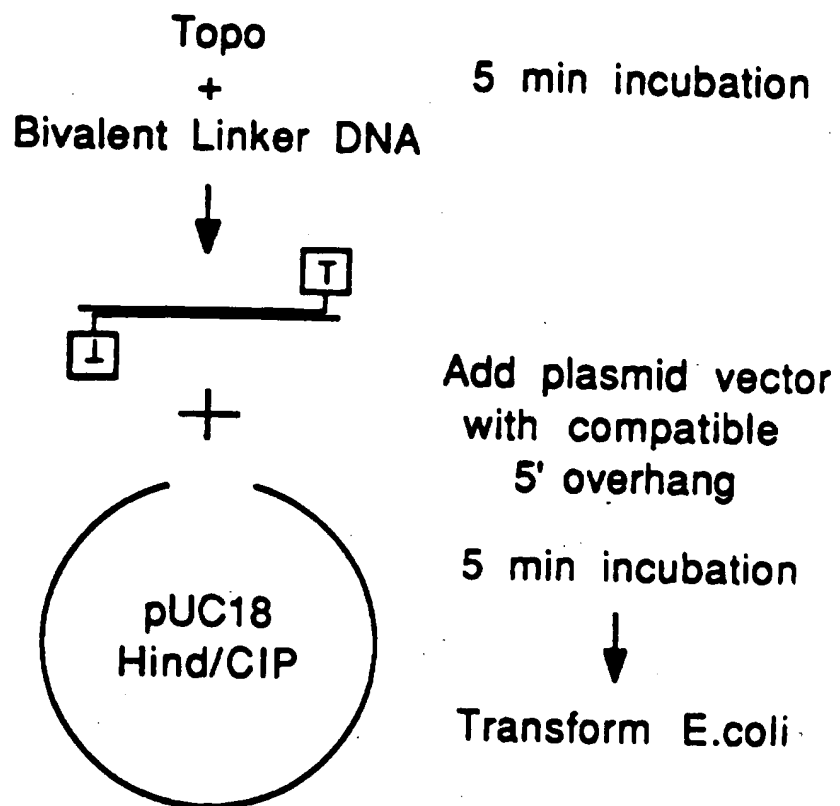 Topo
+
Bivalent Linker DNA
5 min incubation
T
T
+
Add plasmid vector
with compatible
5' overhang
5 min incubation
pUC18
Hind/CIP
Transform E.coli